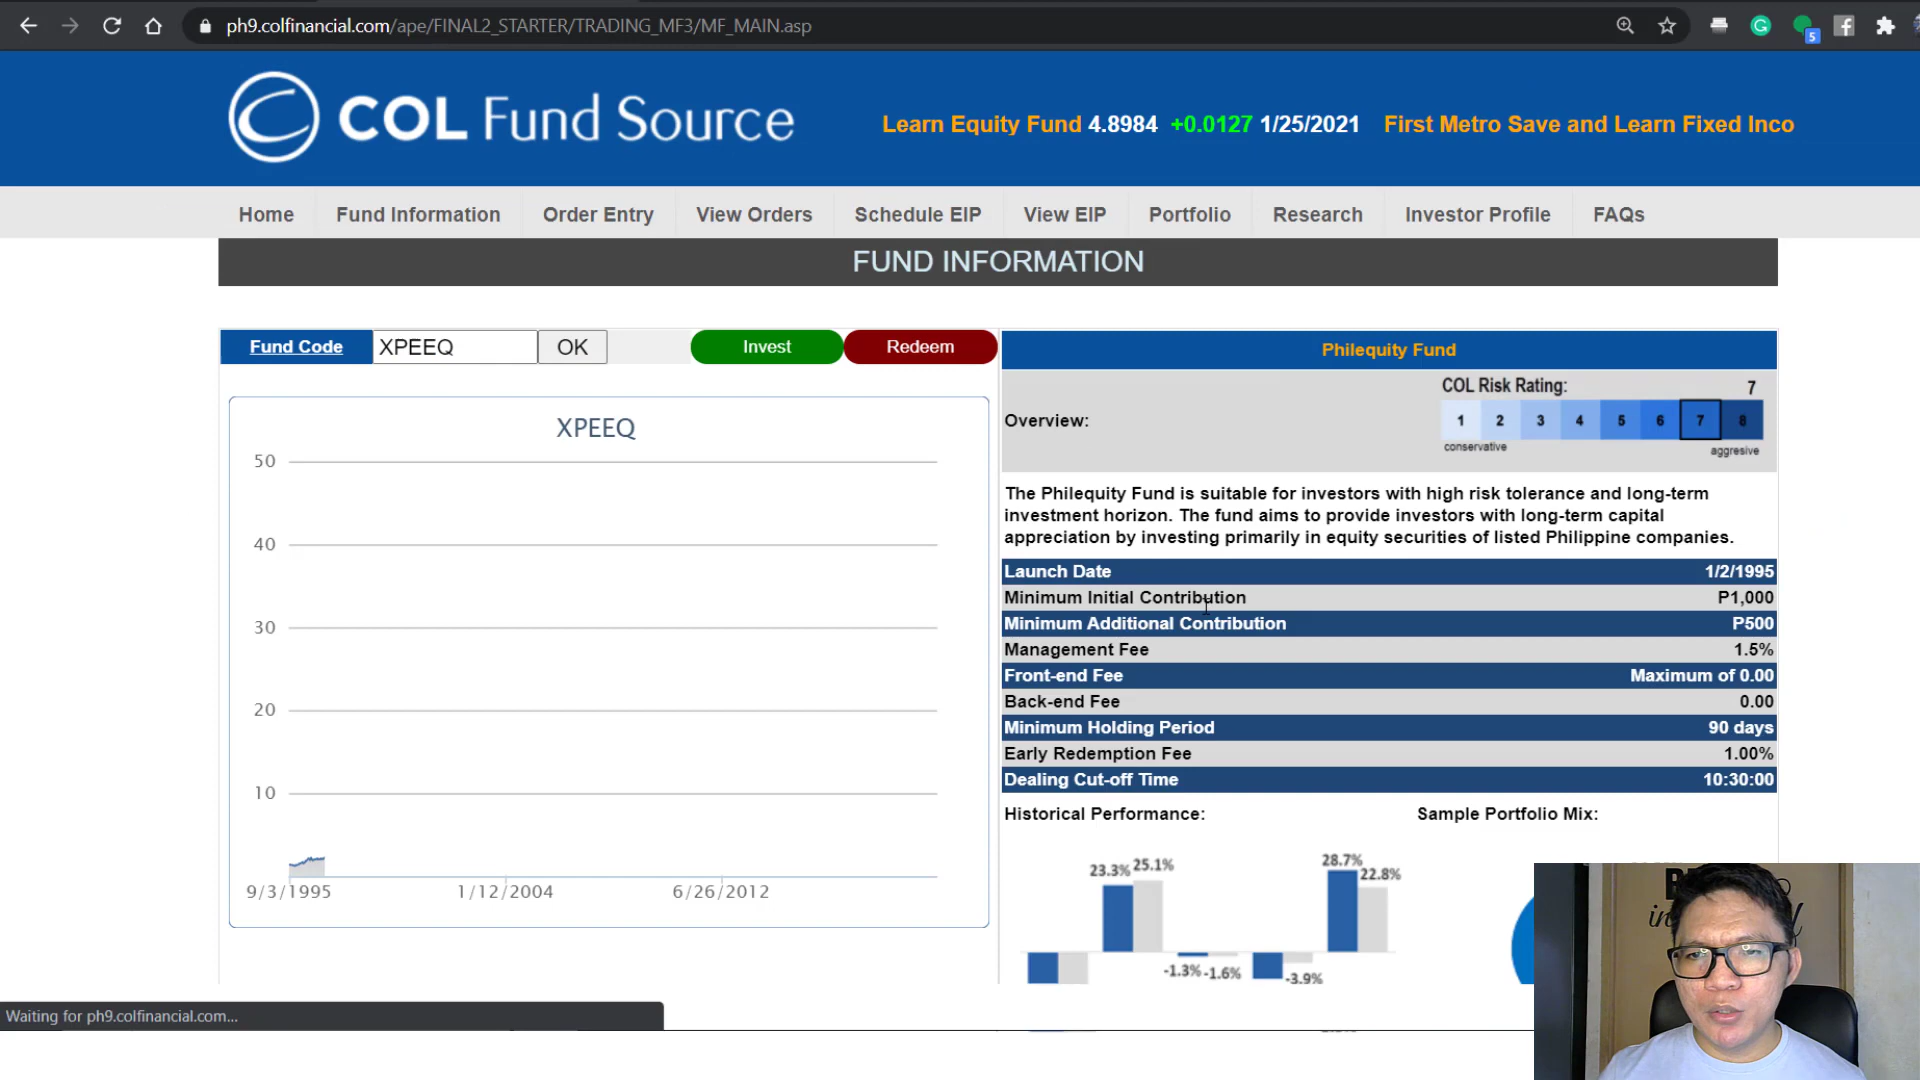 ph9.colfinancial.com/ape/FINAL2_STARTER/TRADING_MF3/MF_MAIN.asp
5
COL Fund Source
Learn Equity Fund 4.8984 +0.0127 1/25/2021 First Metro Save and Learn Fixed Inco
Home Fund Information Order Entry View Orders Schedule EIP View EIP Portfolio Research Investor Profile FAQs
FUND INFORMATION
Fund Code XPEEQ OK Invest Redeem
XPEEQ
50
40
30
20
10
9/3/1995 1/12/2004 6/26/2012
Philequity Fund
Overview:
COL Risk Rating: 7
1 2 3 4 5 6 7 8
conservative aggresive
The Philequity Fund is suitable for investors with high risk tolerance and long-term
investment horizon. The fund aims to provide investors with long-term capital
appreciation by investing primarily in equity securities of listed Philippine companies.
Launch Date 1/2/1995
Minimum Initial Contribution P1,000
Minimum Additional Contribution P500
Management Fee 1.5%
Front-end Fee Maximum of 0.00
Back-end Fee 0.00
Minimum Holding Period 90 days
Early Redemption Fee 1.00%
Dealing Cut-off Time 10:30:00
Historical Performance: Sample Portfolio Mix:
23.3% 25.1% 28.7% 22.8%
-1.3% -1.6% -3.9%
Waiting for ph9.colfinancial.com...